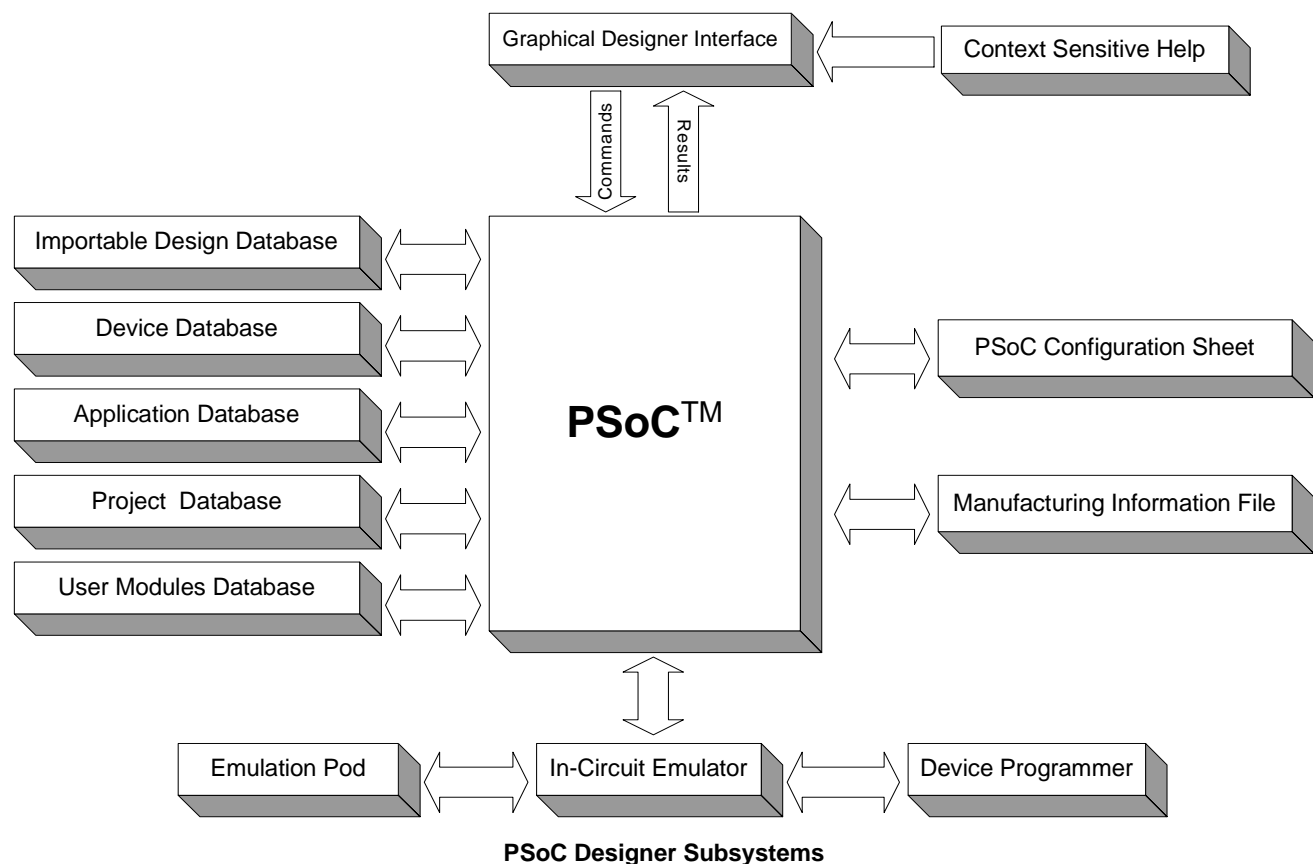 Graphical Designer Interface
Context Sensitive Help
Commands
Results
Importable Design Database
Device Database
Application Database
Project Database
User Modules Database
PSoC™
PSoC Configuration Sheet
Manufacturing Information File
Emulation Pod
In-Circuit Emulator
Device Programmer
PSoC Designer Subsystems